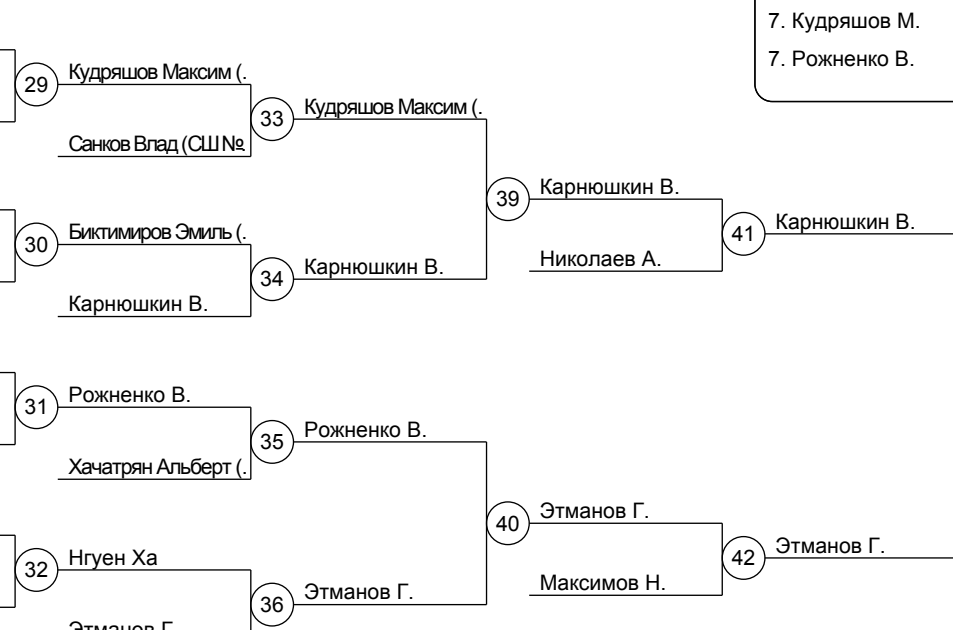 7. Кудряшов М.
7. Рожненко В.
29
Кудряшов Максим (.
33
Кудряшов Максим (.
Санков Влад (СШ №
39
Карнюшкин В.
41
Карнюшкин В.
30
Биктимиров Эмиль (.
Николаев А.
34
Карнюшкин В.
Карнюшкин В.
31
Рожненко В.
35
Рожненко В.
Хачатрян Альберт (.
40
Этманов Г.
42
Этманов Г.
32
Нгуен Ха
Максимов Н.
36
Этманов Г.
Этманов Г.